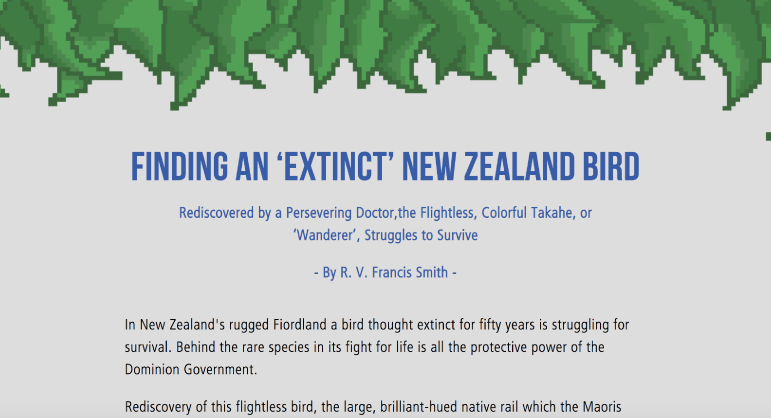 FINDING AN ‘EXTINCT’ NEW ZEALAND BIRD
Rediscovered by a Persevering Doctor,the Flightless, Colorful Takahe, or
‘Wanderer’, Struggles to Survive
- By R. V. Francis Smith -
In New Zealand's rugged Fiordland a bird thought extinct for fifty years is struggling for
survival. Behind the rare species in its fight for life is all the protective power of the
Dominion Government.
Rediscovery of this flightless bird, the large, brilliant-hued native rail which the Maoris